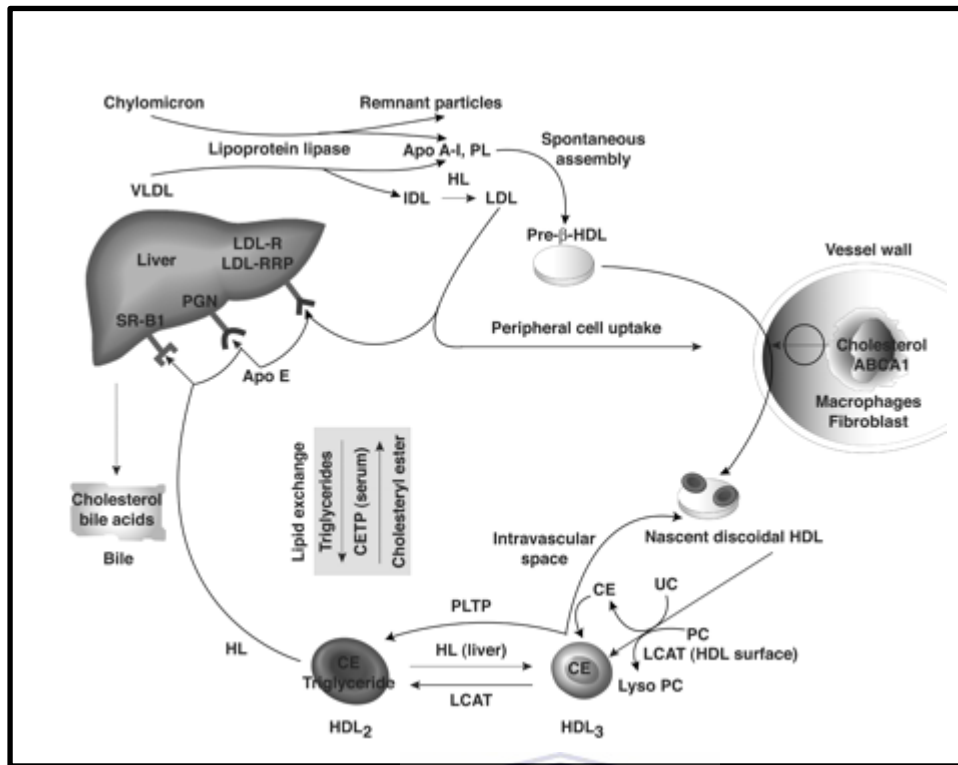 Chylomicron
Remnant particles
Lipoprotein lipase
Apo A-I, PL
Spontaneous
assembly
VLDL
HL
IDL
LDL
Pre-β-HDL
Vessel wall
Liver
LDL-R
LDL-RRP
PGN
SR-B1
Apo E
Peripheral cell uptake
Cholesterol
ABCA1
Macrophages
Fibroblast
Lipid exchange
Triglycerides
CETP (serum)
Cholesteryl ester
Cholesterol
bile acids
Bile
Intravascular
space
Nascent discoidal HDL
CE
UC
PC
LCAT (HDL surface)
Lyso PC
PLTP
HL
CE
Triglyceride
HL (liver)
LCAT
CE
HDL2
HDL3